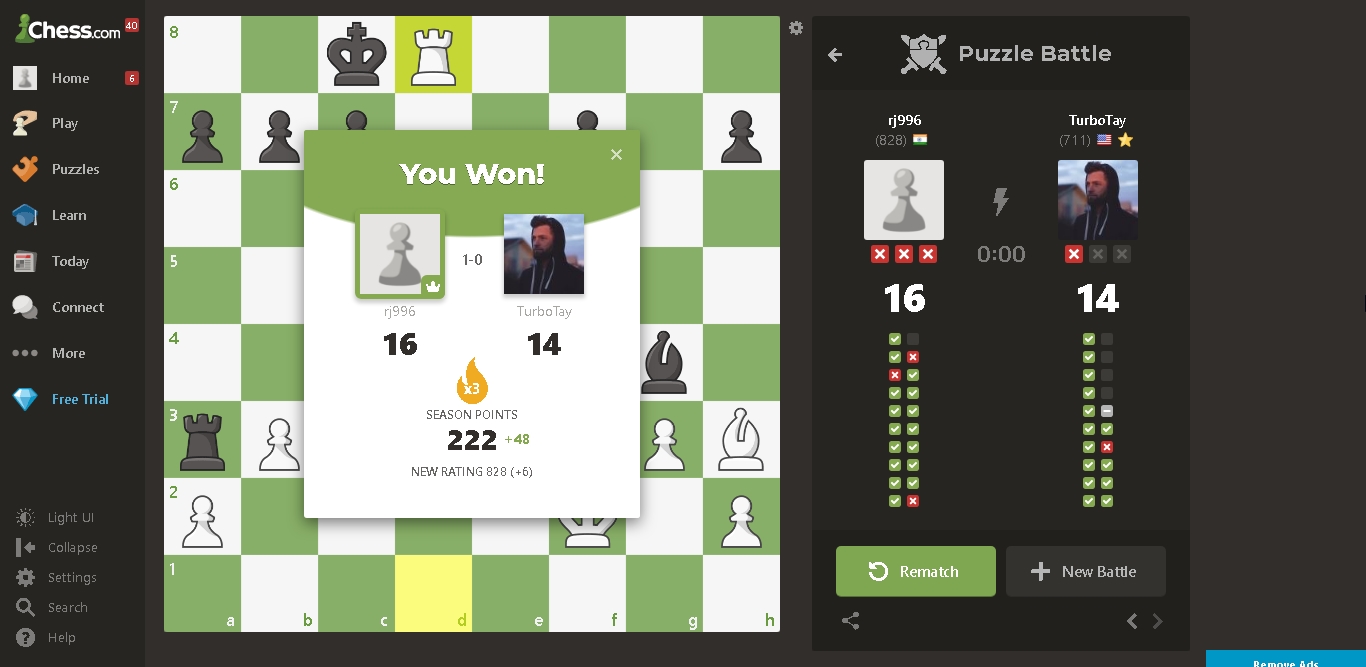 Chess.com 40
Home 6
Play
Puzzles
Learn
Today
Connect
More
Free Trial
Light UI
Collapse
Settings
Search
Help
8
7
6
5
4
3
2
1
a b c d e f g h
You Won!
1-0
rj996 TurboTay
16 14
x3
SEASON POINTS
222 +48
NEW RATING 828 (+6)
Puzzle Battle
rj996 TurboTay
(828) (711)
0:00
16 14
Rematch New Battle
Remove Ads